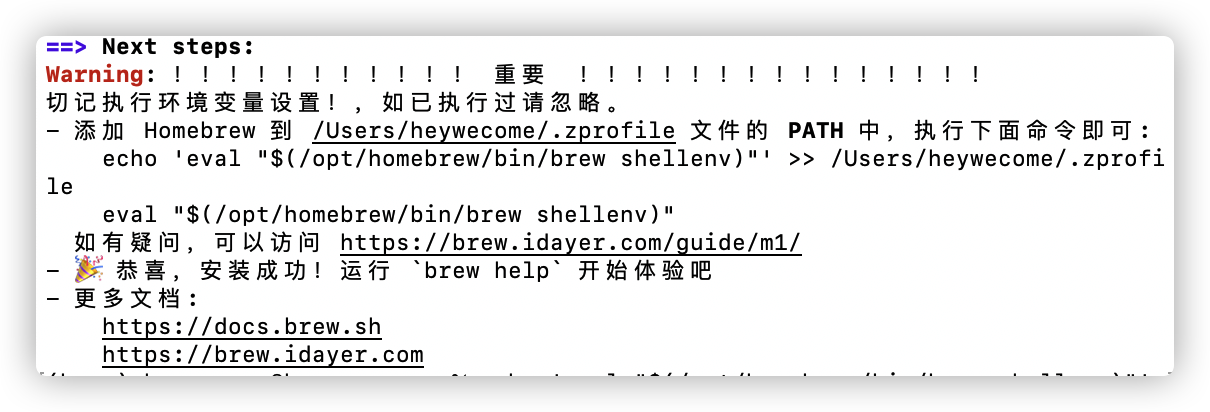 ==> Next steps:
Warning: ！！！！！！！！！！！ 重要 ！！！！！！！！！！！！！！！
切记执行环境变量设置！，如已执行过请忽略。
- 添加 Homebrew 到 /Users/heywecome/.zprofile 文件的 PATH 中，执行下面命令即可：
echo 'eval "$(/opt/homebrew/bin/brew shellenv)"' >> /Users/heywecome/.zprofi
le
eval "$(/opt/homebrew/bin/brew shellenv)"
如有疑问，可以访问 https://brew.idayer.com/guide/m1/
- 🎉 恭喜，安装成功！运行 `brew help` 开始体验吧
- 更多文档：
https://docs.brew.sh
https://brew.idayer.com